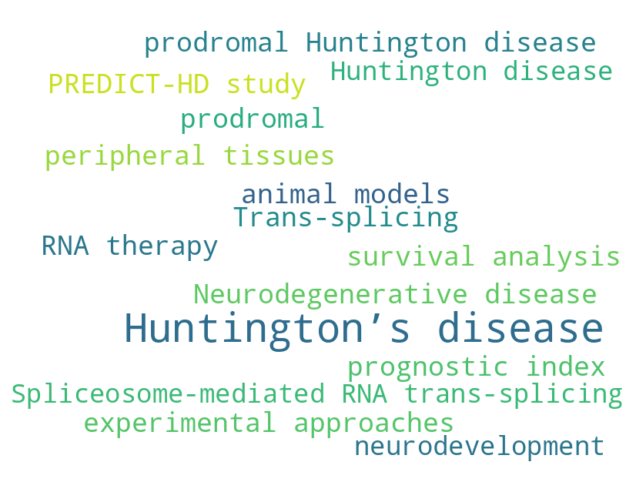 prodromal Huntington disease
Huntington disease
PREDICT-HD study
prodromal
peripheral tissues
animal models
Trans-splicing
RNA therapy
survival analysis
Neurodegenerative disease
Huntington’s disease
prognostic index
Spliceosome-mediated RNA trans-splicing
experimental approaches
neurodevelopment